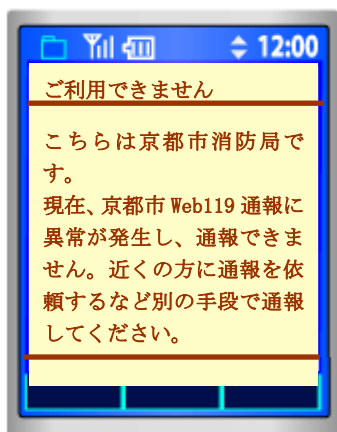 12:00
ご利用できません
こちらは京都市消防局で
す。
現在、京都市Web119通報に
異常が発生し、通報できま
せん。近くの方に通報を依
頼するなど別の手段で通報
してください。